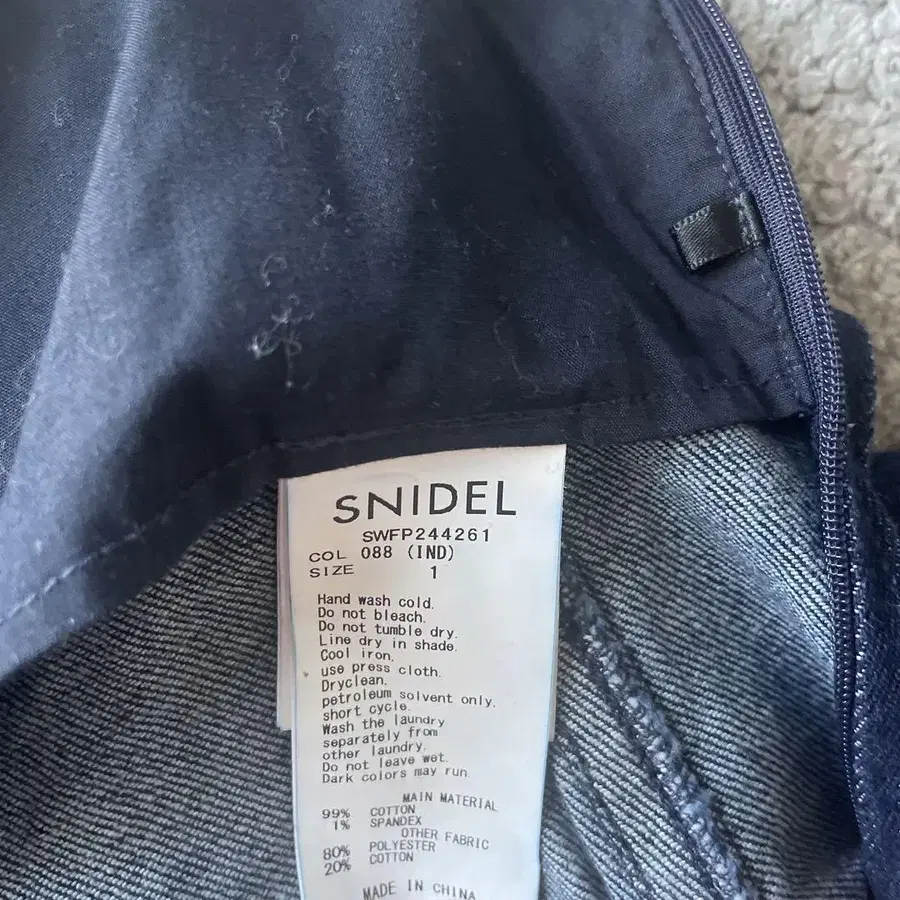 SNIDEL
SWFP244261
COL 088 (IND)
SIZE 1
Hand wash cold.
Do not bleach.
Do not tumble dry.
Line dry in shade.
Cool iron.
use press cloth.
Dryclean.
petroleum solvent only.
short cycle.
Wash the laundry
separately from
other laundry.
Do not leave wet.
Dark colors may run.
MAIN MATERIAL
99% COTTON
1% SPANDEX
OTHER FABRIC
80% POLYESTER
20% COTTON
MADE IN CHINA